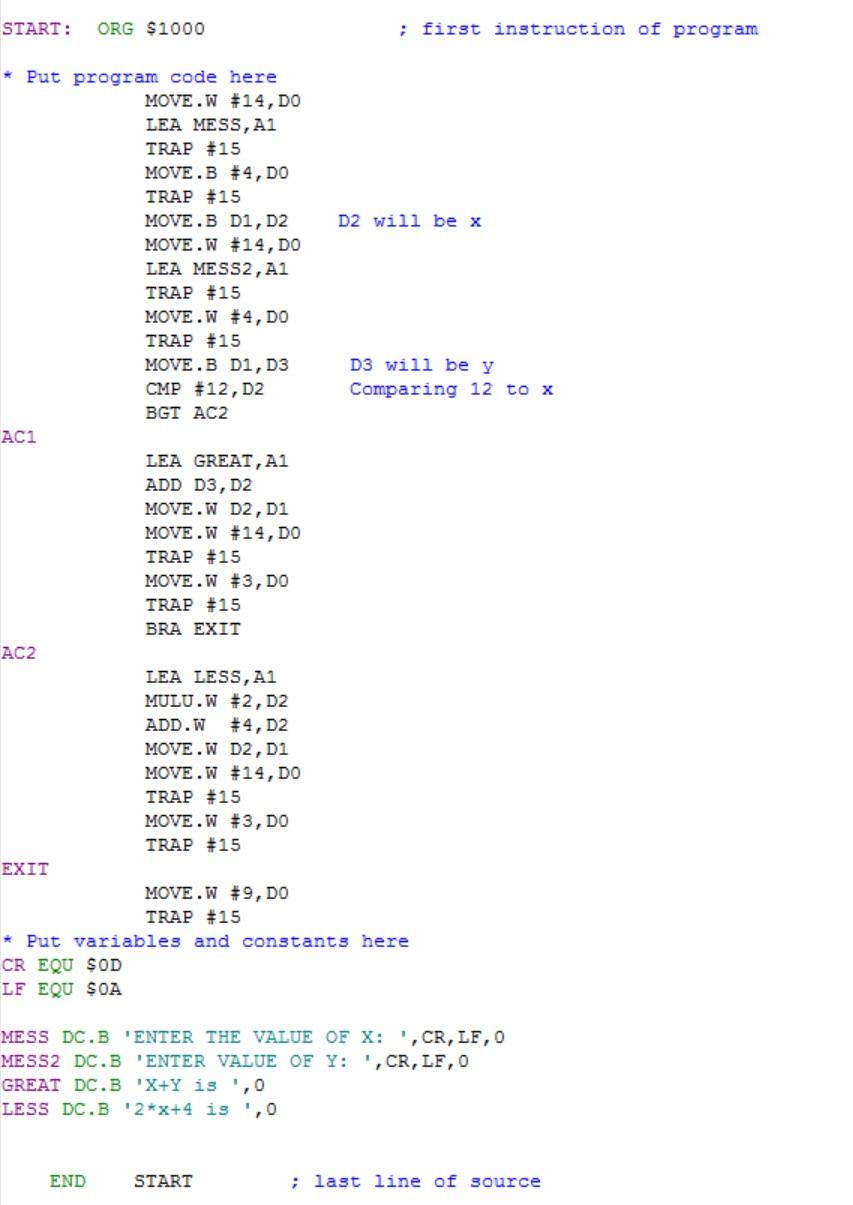 START:  ORG $1000                ; first instruction of program
* Put program code here
            MOVE.W #14,D0
            LEA MESS,A1
            TRAP #15
            MOVE.B #4,D0
            TRAP #15
            MOVE.B D1,D2    D2 will be x
            MOVE.W #14,D0
            LEA MESS2,A1
            TRAP #15
            MOVE.W #4,D0
            TRAP #15
            MOVE.B D1,D3     D3 will be y
            CMP #12,D2       Comparing 12 to x
            BGT AC2
AC1
            LEA GREAT,A1
            ADD D3,D2
            MOVE.W D2,D1
            MOVE.W #14,D0
            TRAP #15
            MOVE.W #3,D0
            TRAP #15
            BRA EXIT
AC2
            LEA LESS,A1
            MULU.W #2,D2
            ADD.W  #4,D2
            MOVE.W D2,D1
            MOVE.W #14,D0
            TRAP #15
            MOVE.W #3,D0
            TRAP #15
EXIT
            MOVE.W #9,D0
            TRAP #15
* Put variables and constants here
CR EQU $0D
LF EQU $0A
MESS DC.B 'ENTER THE VALUE OF X: ',CR,LF,0
MESS2 DC.B 'ENTER VALUE OF Y: ',CR,LF,0
GREAT DC.B 'X+Y is ',0
LESS DC.B '2*x+4 is ',0
    END    START        ; last line of source